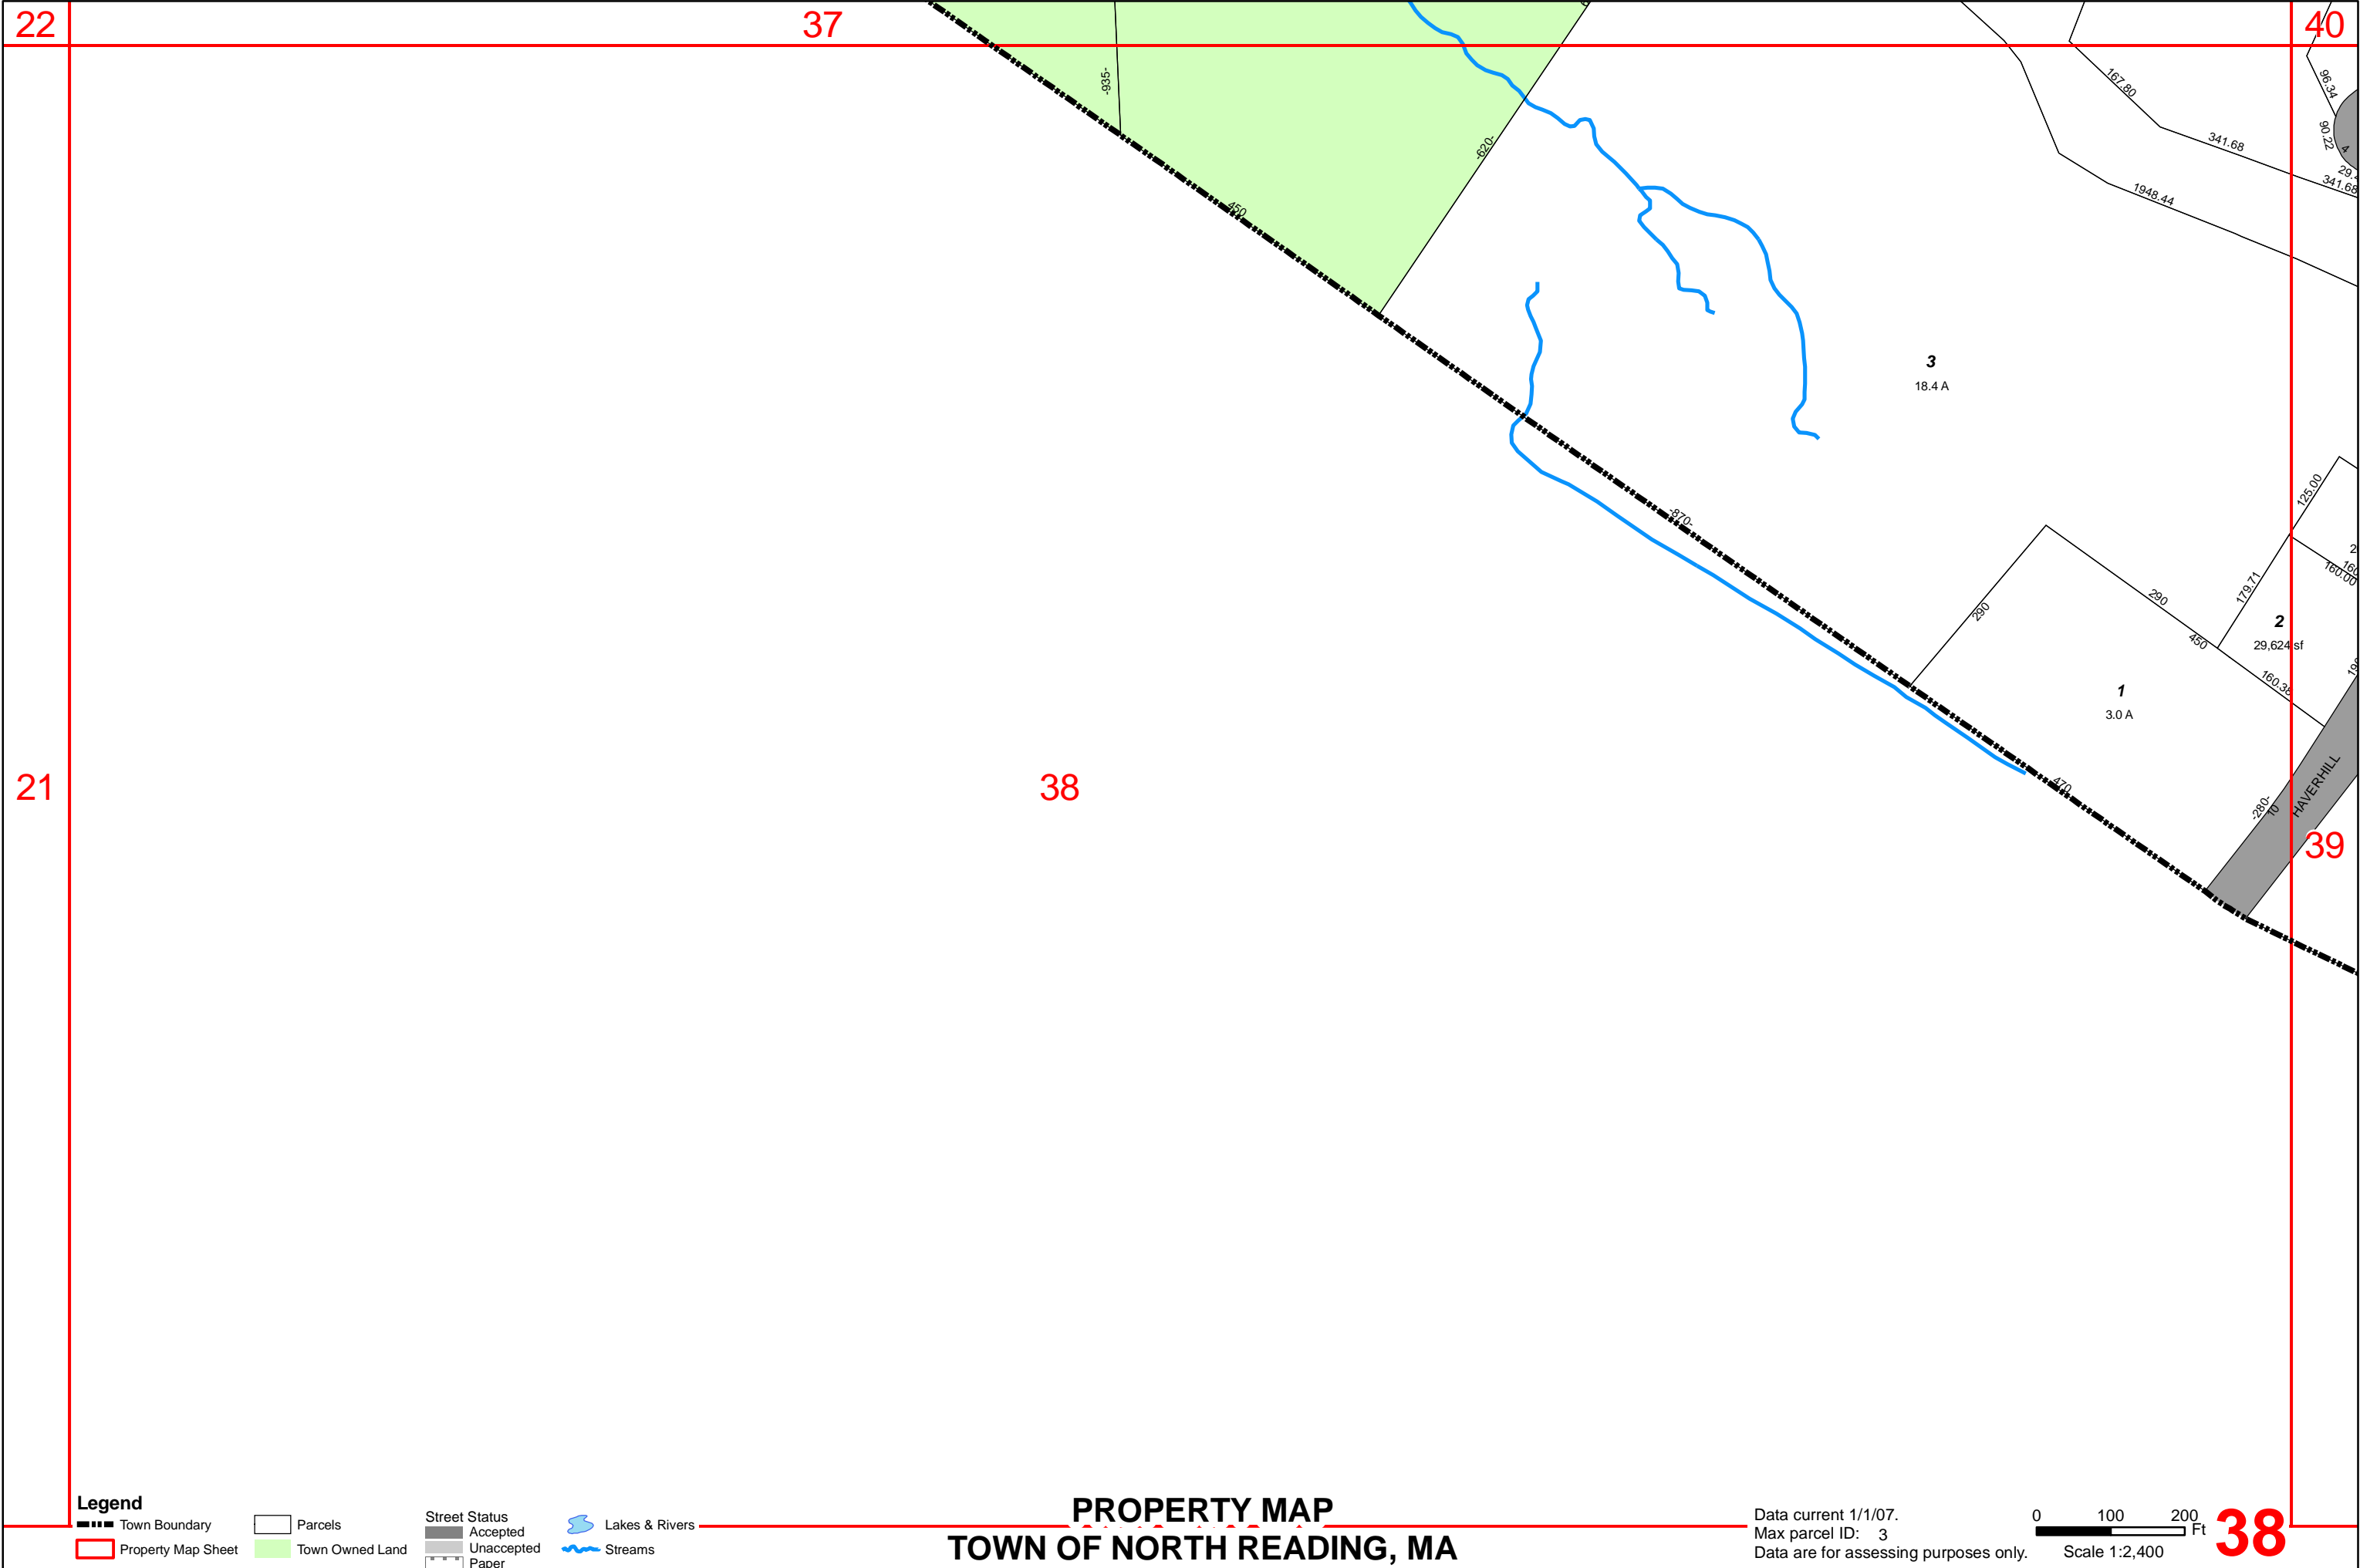 22
37
40
-935-
-620-
450
167.80
341.68
341.68
1948.44
96.34
90.22
4
3
18.4 A
-870-
125.00
179.71
160.00
2
29,624 sf
290
290
450
160.38
1
3.0 A
470
-280-
10
HAVERHILL
21
38
39
Legend
Town Boundary
Property Map Sheet
Parcels
Town Owned Land
Street Status
Accepted
Unaccepted
Paper
Lakes & Rivers
Streams
PROPERTY MAP
TOWN OF NORTH READING, MA
Data current 1/1/07.
Max parcel ID: 3
Data are for assessing purposes only.
0 100 200 Ft
Scale 1:2,400
38